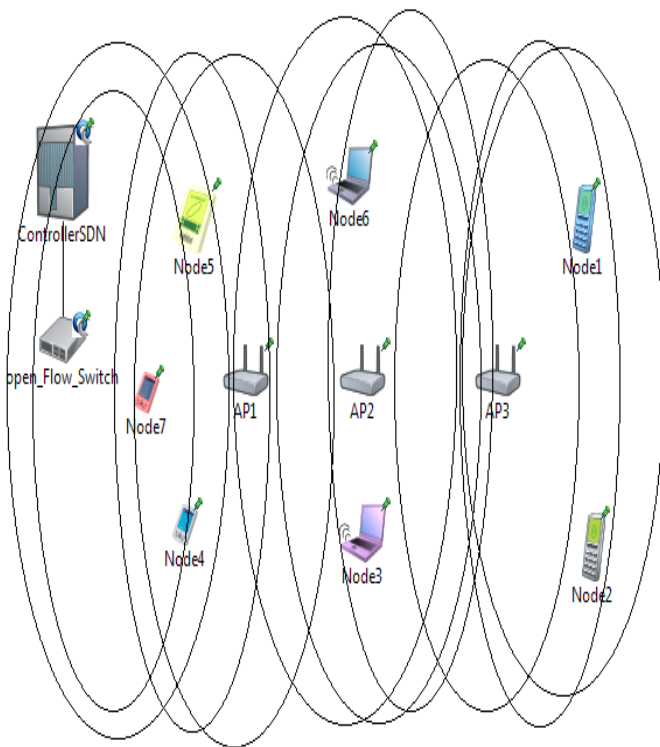 ControllerSDN
Node5
Node6
Node1
open_Flow_Switch
Node7
AP1
AP2
AP3
Node4
Node3
Node2